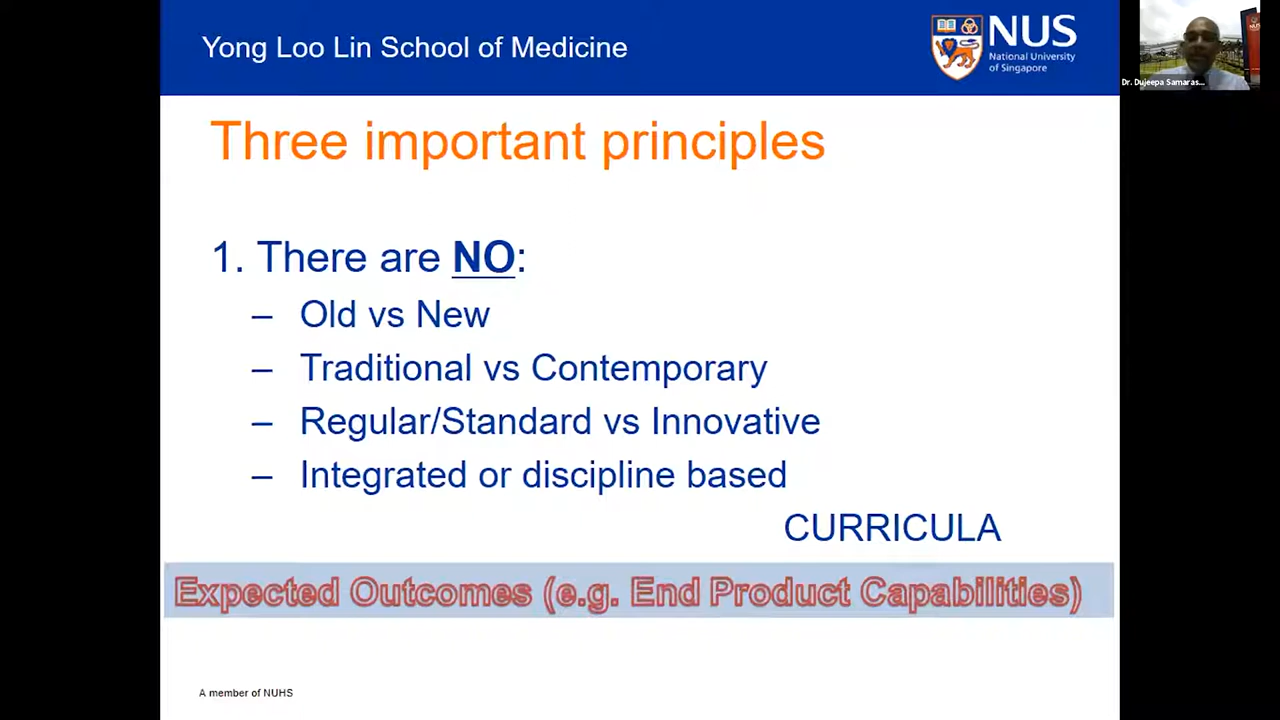 Yong Loo Lin School of Medicine
NUS
National University
of Singapore
Dr. Dujeepa Samaras...
Three important principles
1. There are NO:
– Old vs New
– Traditional vs Contemporary
– Regular/Standard vs Innovative
– Integrated or discipline based
CURRICULA
Expected Outcomes (e.g. End Product Capabilities)
A member of NUHS